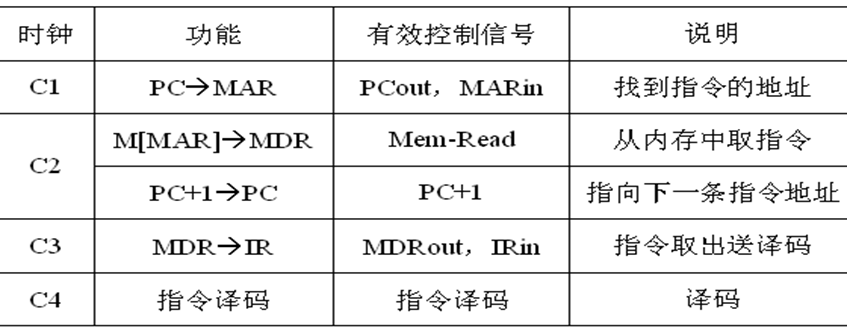 时钟 功能 有效控制信号 说明
C1 PC→MAR PCout，MARin 找到指令的地址
C2 M[MAR]→MDR Mem-Read 从内存中取指令
PC+1→PC PC+1 指向下一条指令地址
C3 MDR→IR MDRout，IRin 指令取出送译码
C4 指令译码 指令译码 译码